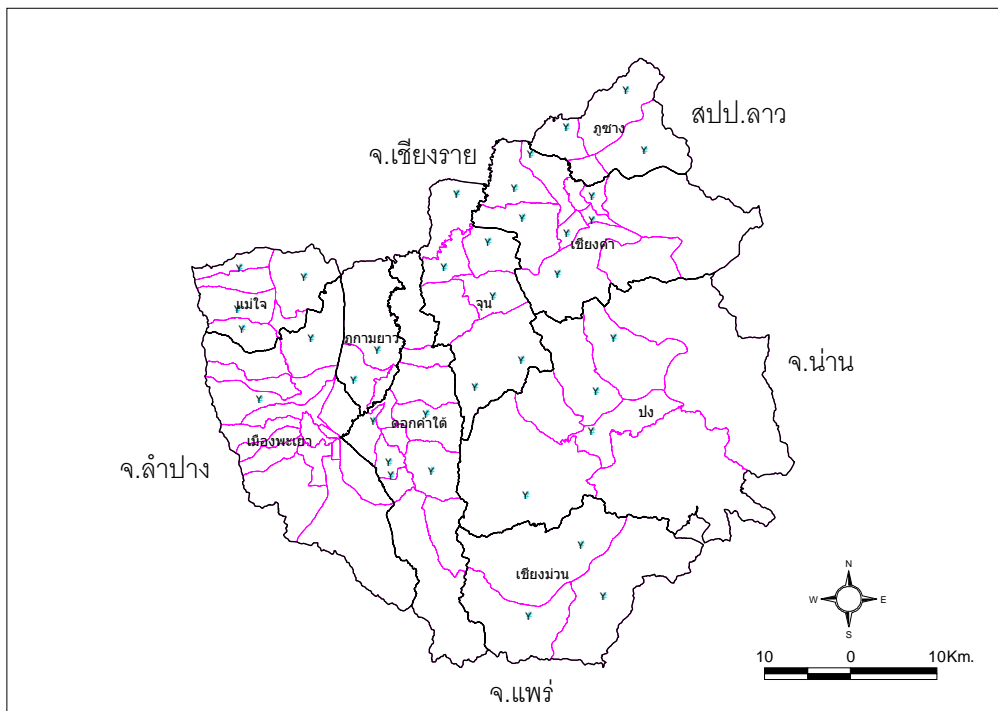 สปป.ลาว
ภูซาง
จ.เชียงราย
เชียงคำ
แม่ใจ
จุน
ภูกามยาว
จ.น่าน
ปง
ดอกคำใต้
เมืองพะเยา
จ.ลำปาง
เชียงม่วน
N
W E
S
10 0 10Km.
จ.แพร่